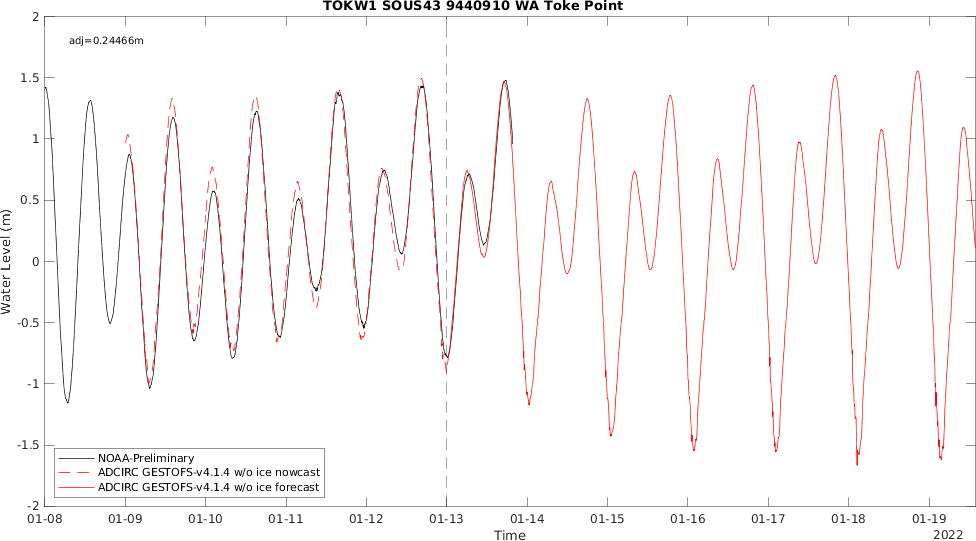 TOKW1 SOUS43 9440910 WA Toke Point
adj=0.24466m
2
1.5
1
0.5
0
-0.5
-1
-1.5
-2
Water Level (m)
NOAA-Preliminary
ADCIRC GESTOFS-v4.1.4 w/o ice nowcast
ADCIRC GESTOFS-v4.1.4 w/o ice forecast
01-08 01-09 01-10 01-11 01-12 01-13 01-14 01-15 01-16 01-17 01-18 01-19
Time
2022